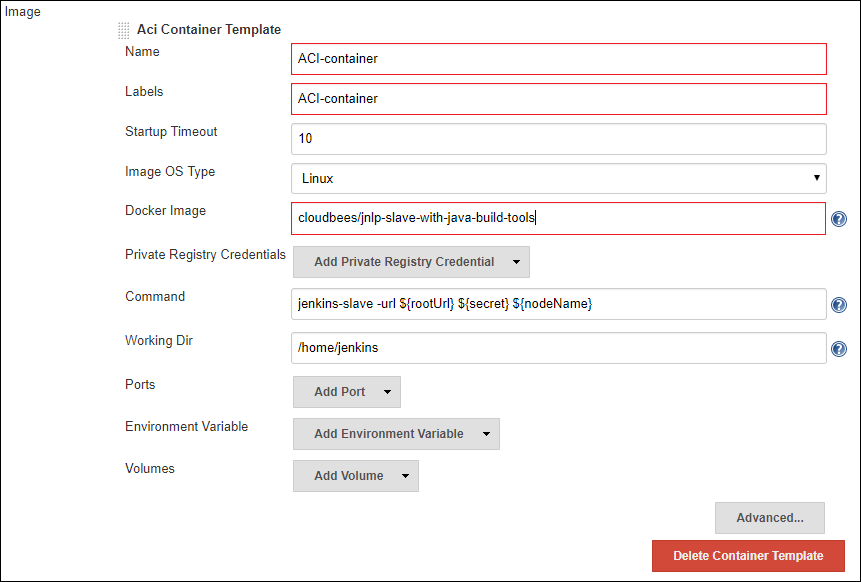 Image
Aci Container Template
Name
ACI-container
Labels
ACI-container
Startup Timeout
10
Image OS Type
Linux
Docker Image
cloudbees/jnlp-slave-with-java-build-tools
?
Private Registry Credentials
Add Private Registry Credential
Command
jenkins-slave -url ${rootUrl} ${secret} ${nodeName}
?
Working Dir
/home/jenkins
?
Ports
Add Port
Environment Variable
Add Environment Variable
Volumes
Add Volume
Advanced...
Delete Container Template